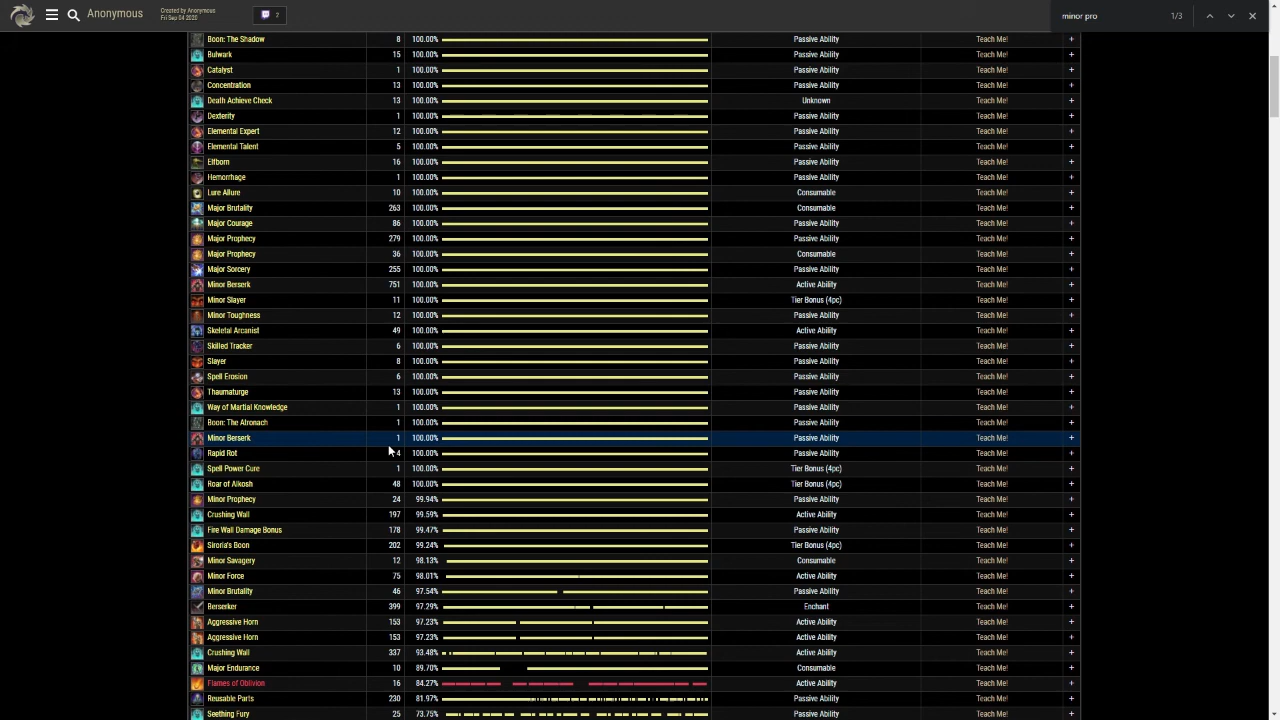 Anonymous
Created by Anonymous
Fri Sep 04 2020
2
minor pro
1/3
Boon: The Shadow 8 100.00% Passive Ability Teach Me! +
Bulwark 15 100.00% Passive Ability Teach Me! +
Catalyst 1 100.00% Passive Ability Teach Me! +
Concentration 13 100.00% Passive Ability Teach Me! +
Death Achieve Check 13 100.00% Unknown Teach Me! +
Dexterity 1 100.00% Passive Ability Teach Me! +
Elemental Expert 12 100.00% Passive Ability Teach Me! +
Elemental Talent 5 100.00% Passive Ability Teach Me! +
Elfborn 16 100.00% Passive Ability Teach Me! +
Hemorrhage 1 100.00% Passive Ability Teach Me! +
Lure Allure 10 100.00% Consumable Teach Me! +
Major Brutality 263 100.00% Consumable Teach Me! +
Major Courage 86 100.00% Passive Ability Teach Me! +
Major Prophecy 279 100.00% Passive Ability Teach Me! +
Major Prophecy 36 100.00% Consumable Teach Me! +
Major Sorcery 255 100.00% Passive Ability Teach Me! +
Minor Berserk 751 100.00% Active Ability Teach Me! +
Minor Slayer 11 100.00% Tier Bonus (4pc) Teach Me! +
Minor Toughness 12 100.00% Passive Ability Teach Me! +
Skeletal Arcanist 49 100.00% Active Ability Teach Me! +
Skilled Tracker 6 100.00% Passive Ability Teach Me! +
Slayer 8 100.00% Passive Ability Teach Me! +
Spell Erosion 6 100.00% Passive Ability Teach Me! +
Thaumaturge 13 100.00% Passive Ability Teach Me! +
Way of Martial Knowledge 1 100.00% Passive Ability Teach Me! +
Boon: The Atronach 1 100.00% Passive Ability Teach Me! +
Minor Berserk 1 100.00% Passive Ability Teach Me! +
Rapid Rot 4 100.00% Passive Ability Teach Me! +
Spell Power Cure 1 100.00% Tier Bonus (4pc) Teach Me! +
Roar of Alkosh 48 100.00% Tier Bonus (4pc) Teach Me! +
Minor Prophecy 24 99.94% Passive Ability Teach Me! +
Crushing Wall 197 99.59% Active Ability Teach Me! +
Fire Wall Damage Bonus 178 99.47% Passive Ability Teach Me! +
Siroria's Boon 202 99.24% Tier Bonus (4pc) Teach Me! +
Minor Savagery 12 98.13% Consumable Teach Me! +
Minor Force 75 98.01% Active Ability Teach Me! +
Minor Brutality 46 97.54% Passive Ability Teach Me! +
Berserker 399 97.29% Enchant Teach Me! +
Aggressive Horn 153 97.23% Active Ability Teach Me! +
Aggressive Horn 153 97.23% Active Ability Teach Me! +
Crushing Wall 337 93.48% Active Ability Teach Me! +
Major Endurance 10 89.70% Consumable Teach Me! +
Flames of Oblivion 16 84.27% Active Ability Teach Me! +
Reusable Parts 230 81.97% Passive Ability Teach Me! +
Seething Fury 25 73.75% Passive Ability Teach Me! +